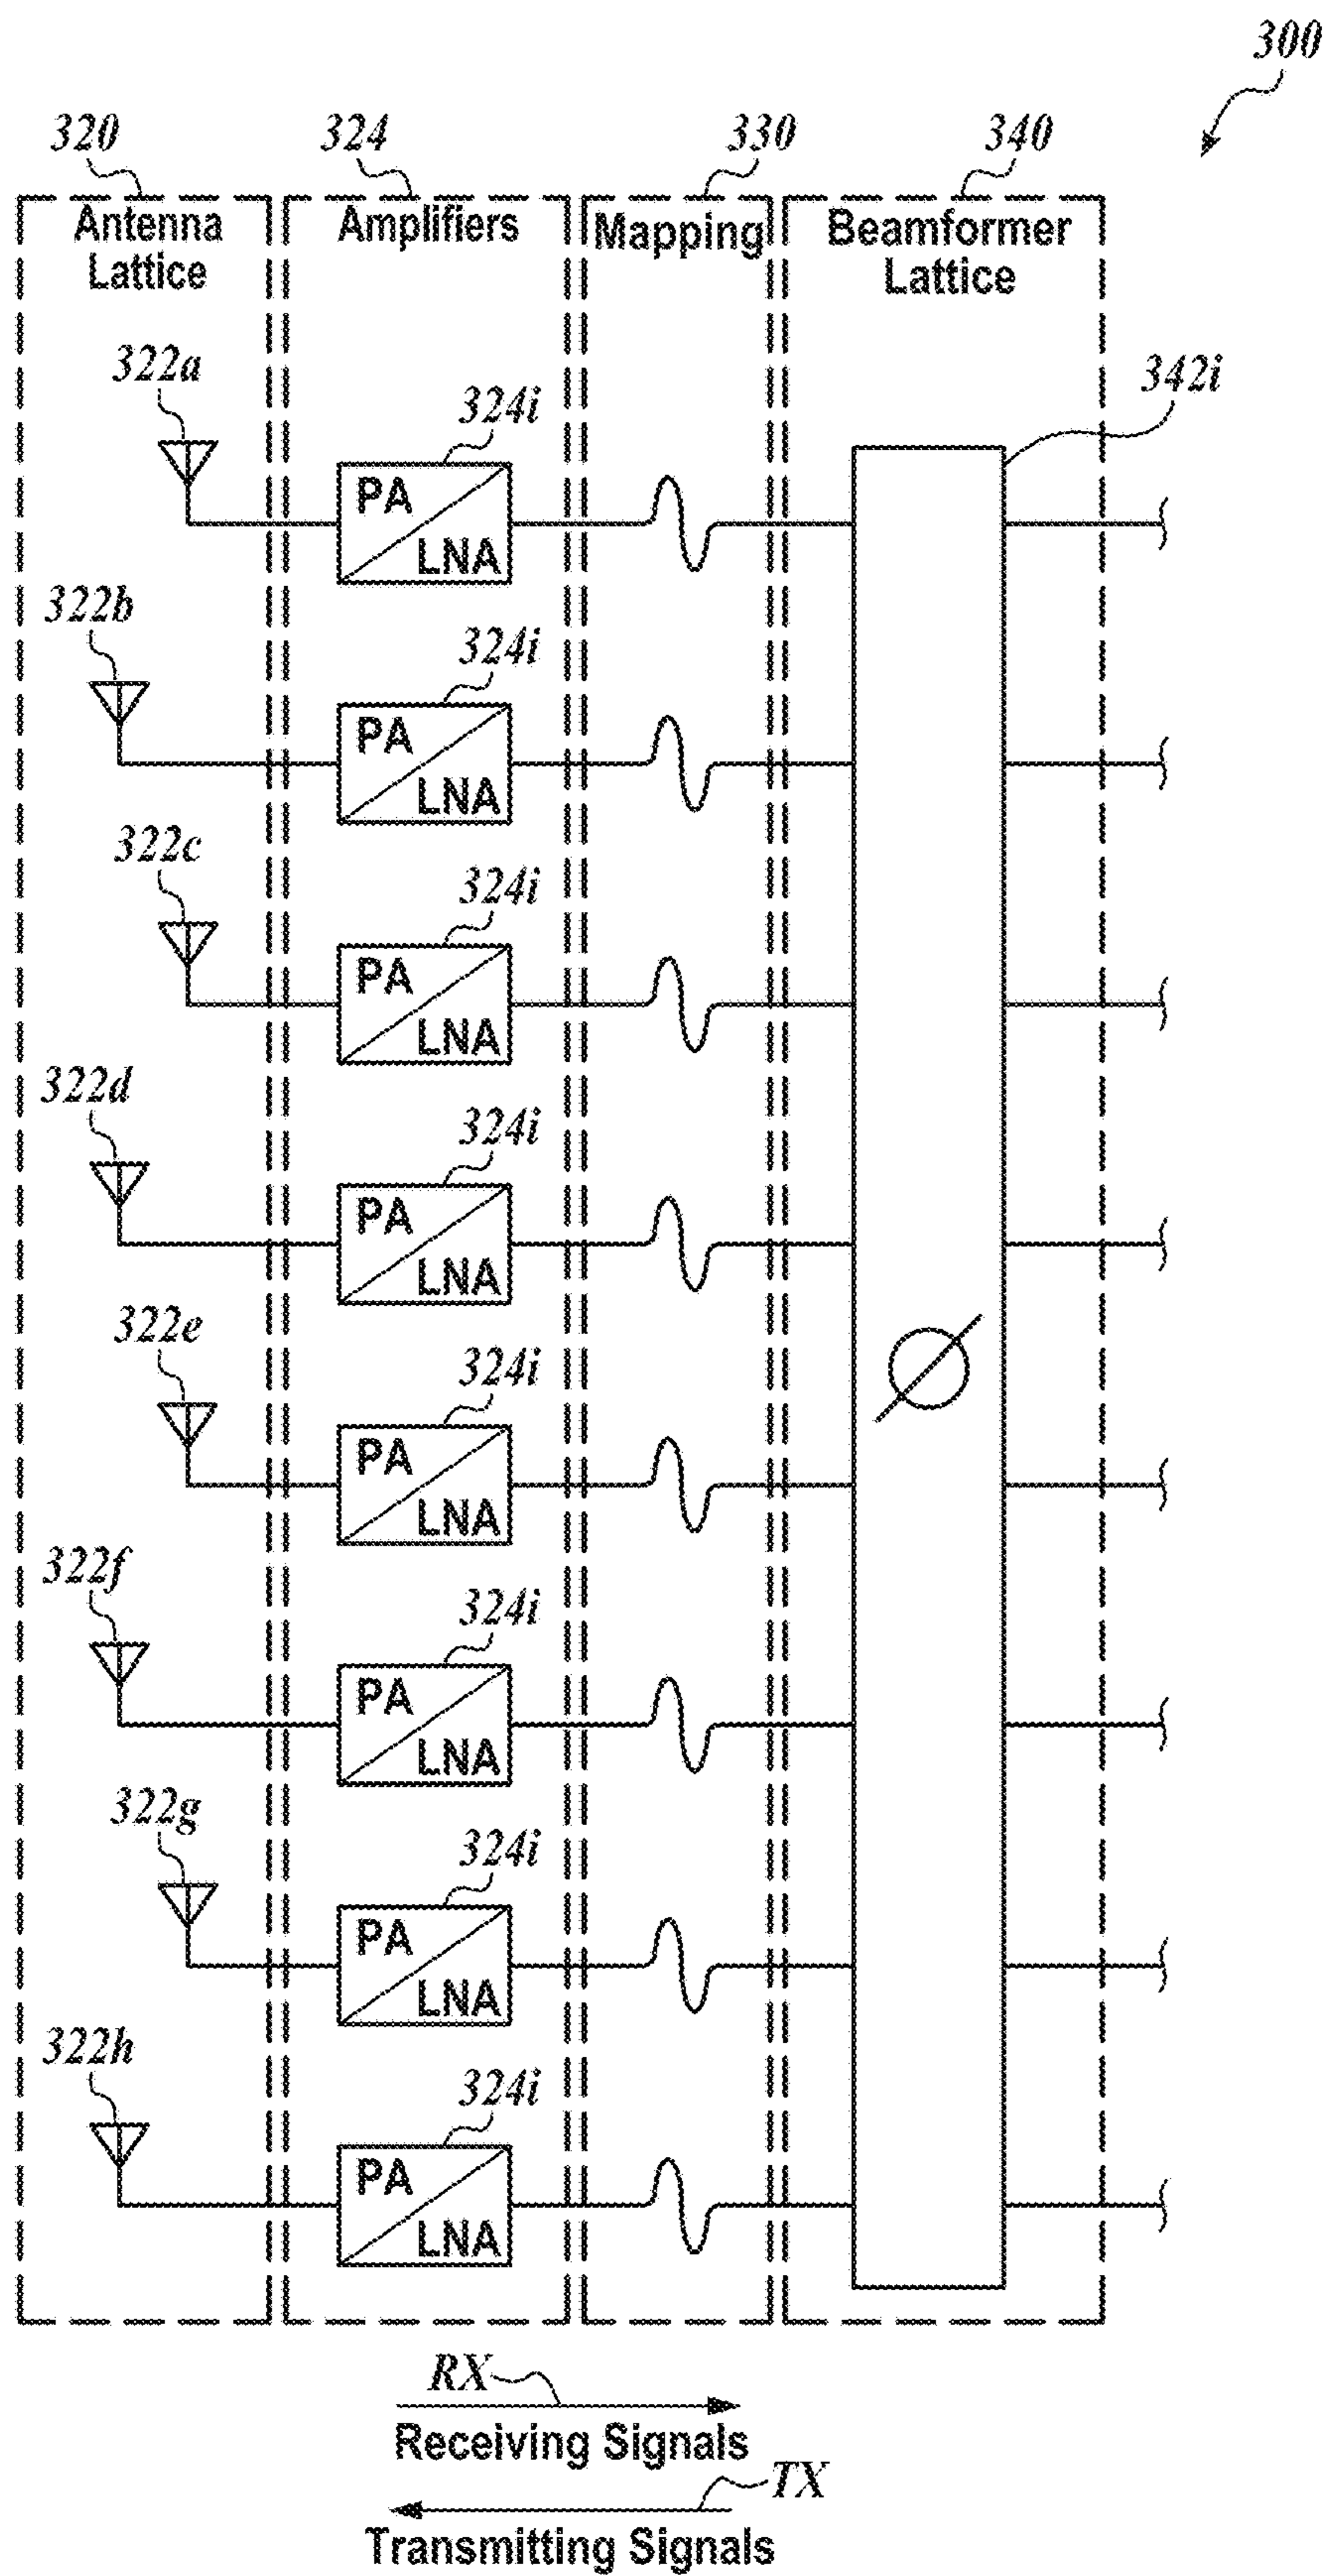 300
320
324
330
340
Antenna
Lattice
Amplifiers
Mapping
Beamformer
Lattice
322a
324i
342i
PA
LNA
322b
324i
PA
LNA
322c
324i
PA
LNA
322d
324i
PA
LNA
Ø
322e
324i
PA
LNA
322f
324i
PA
LNA
322g
324i
PA
LNA
322h
324i
PA
LNA
RX
Receiving Signals
TX
Transmitting Signals